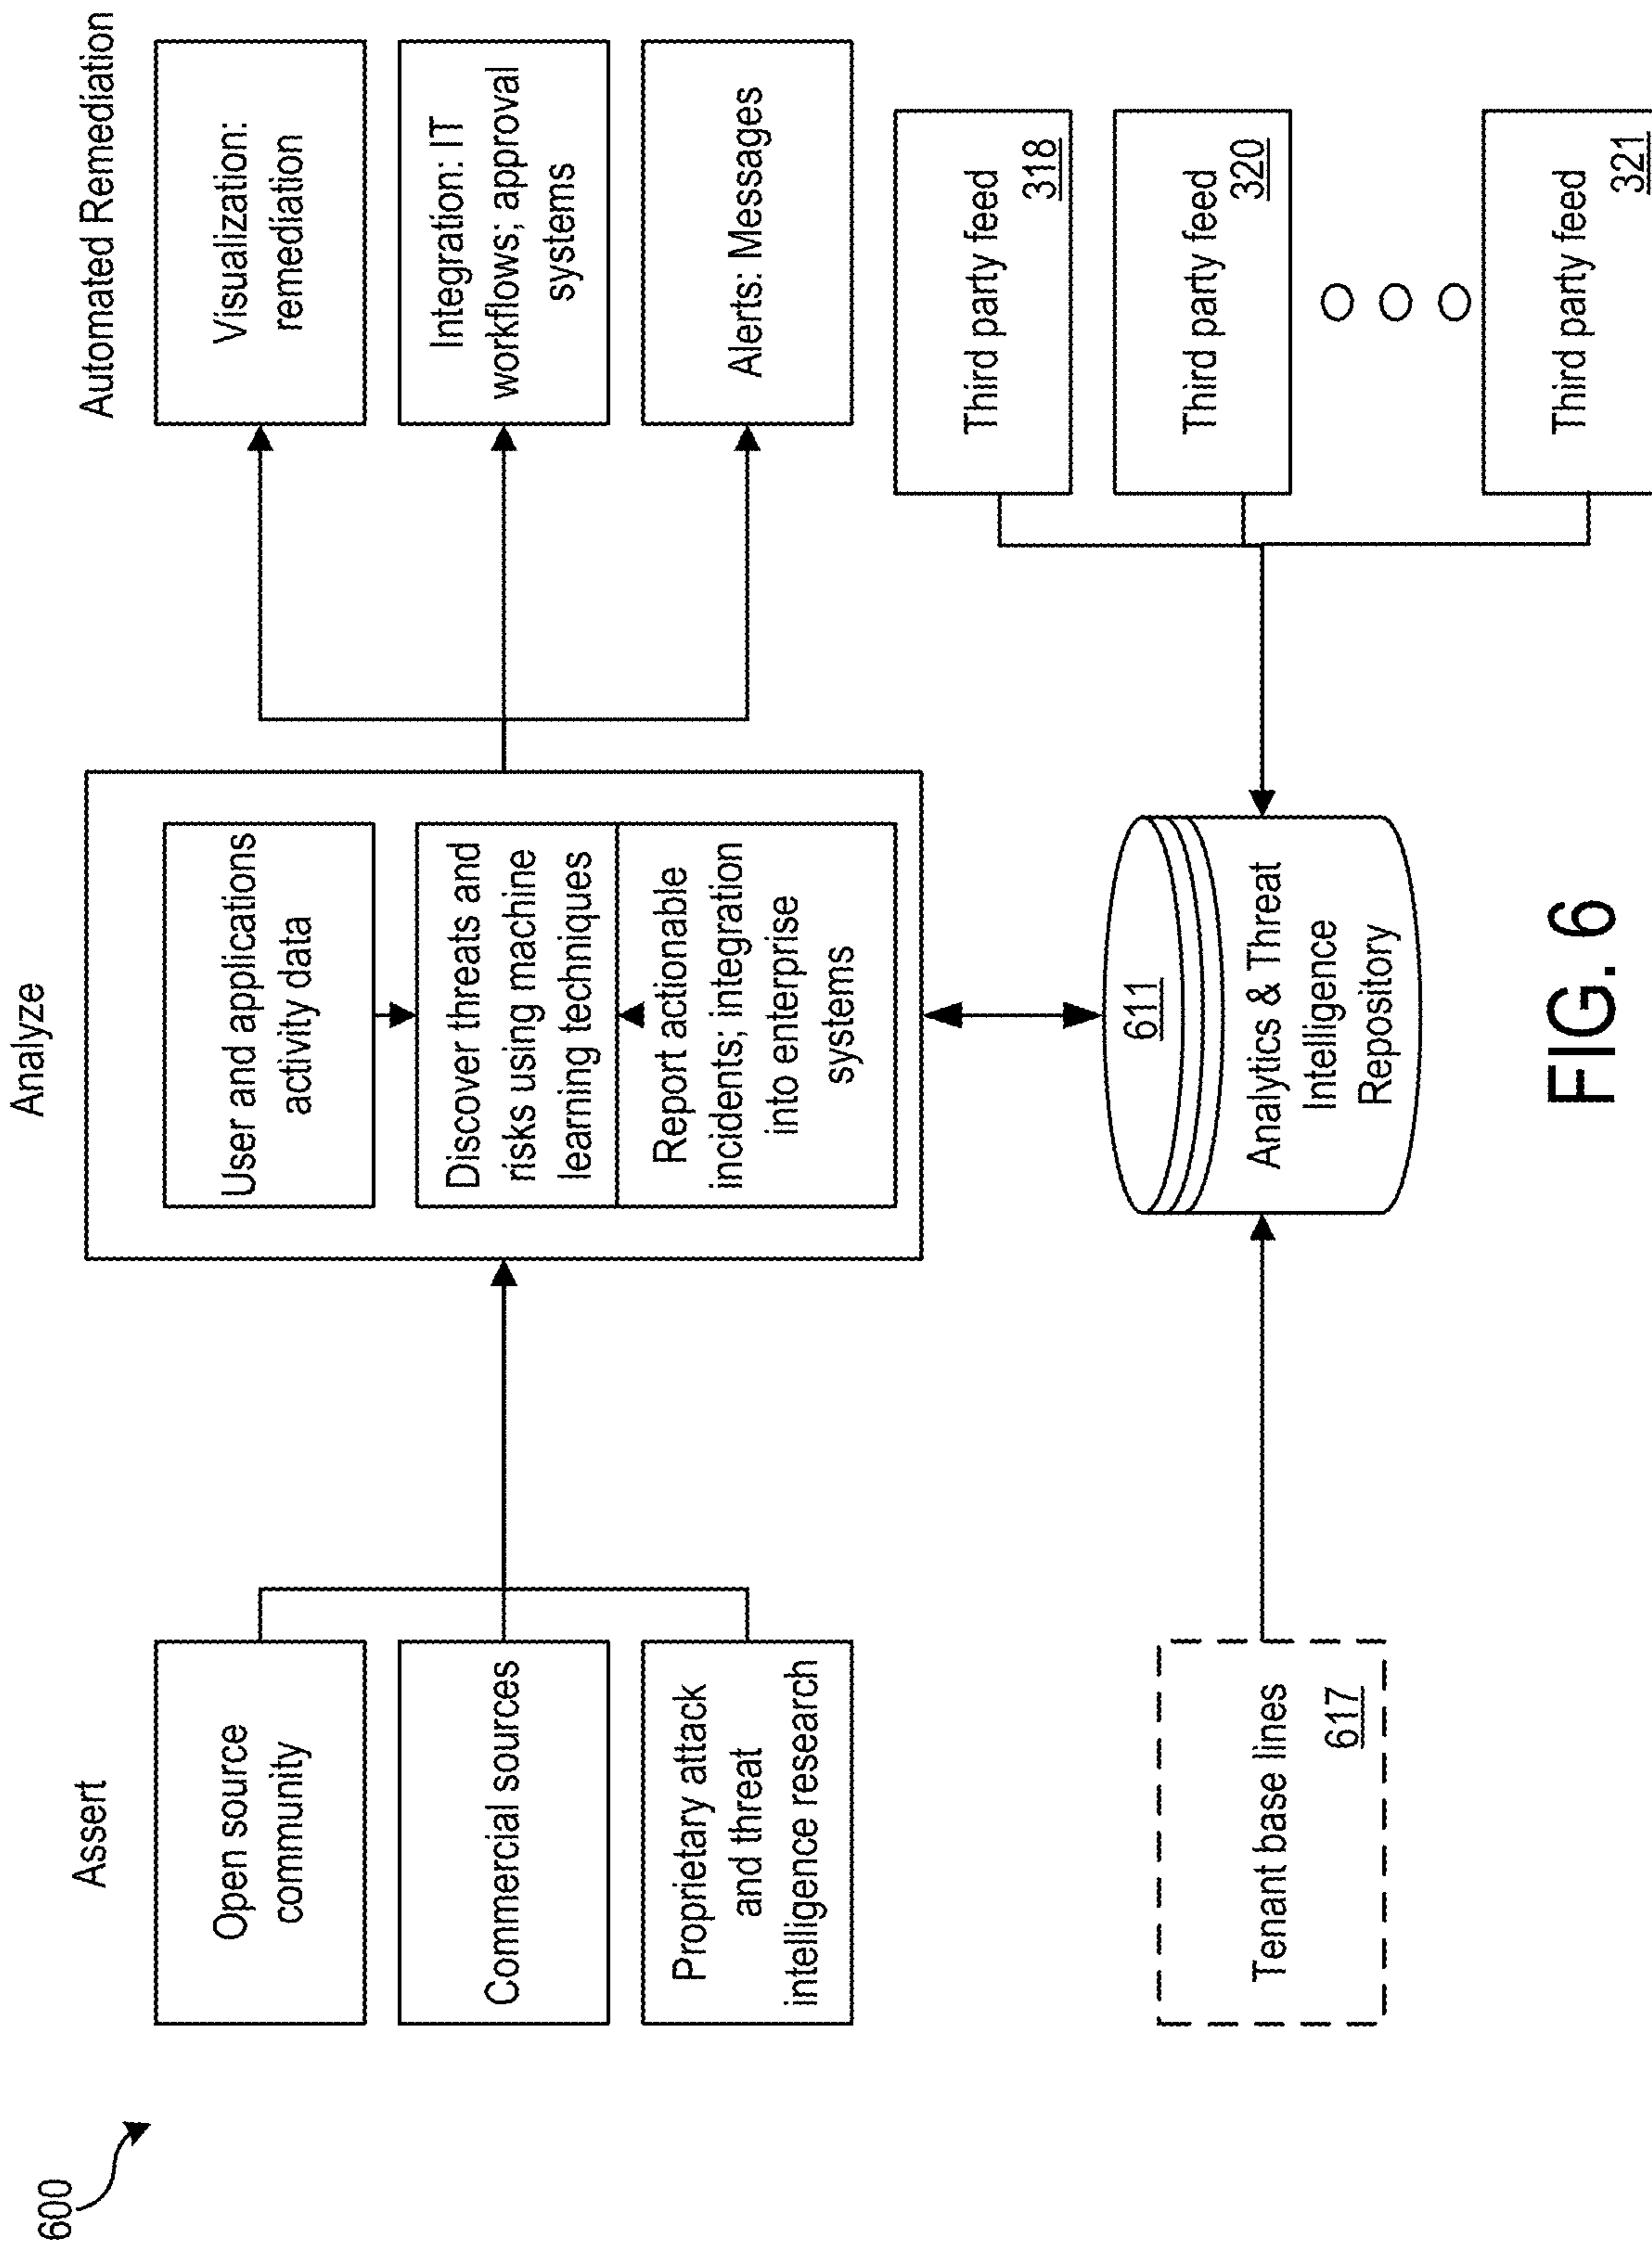 600
Assert
Open source
community
Commercial sources
Proprietary attack
and threat
intelligence research
Tenant base lines
617
Analyze
User and applications
activity data
Discover threats and
risks using machine
learning techniques
Report actionable
incidents; integration
into enterprise
systems
611
Analytics & Threat
Intelligence
Repository
Automated Remediation
Visualization:
remediation
Integration: IT
workflows; approval
systems
Alerts: Messages
Third party feed
318
Third party feed
320
Third party feed
321
FIG. 6